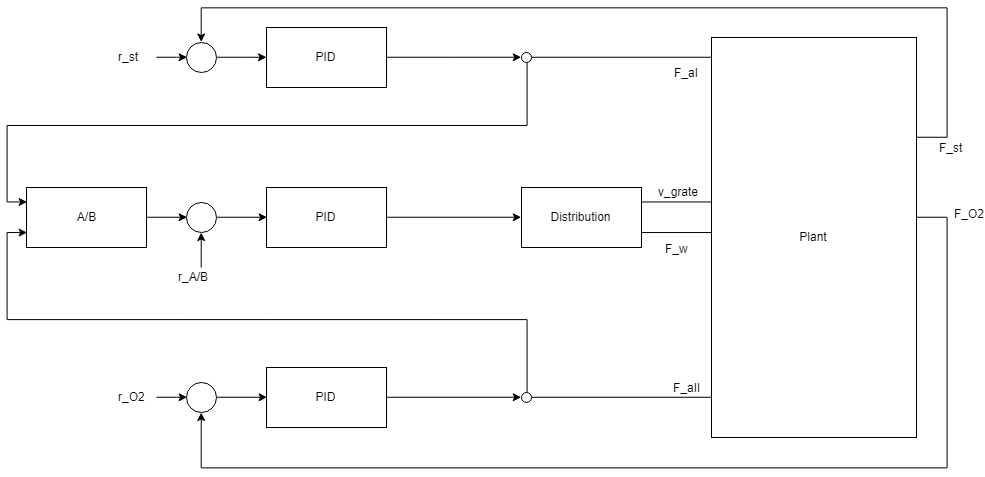 r_st
PID
F_al
F_st
A/B
PID
Distribution
v_grate
F_w
Plant
F_O2
r_A/B
r_O2
PID
F_all